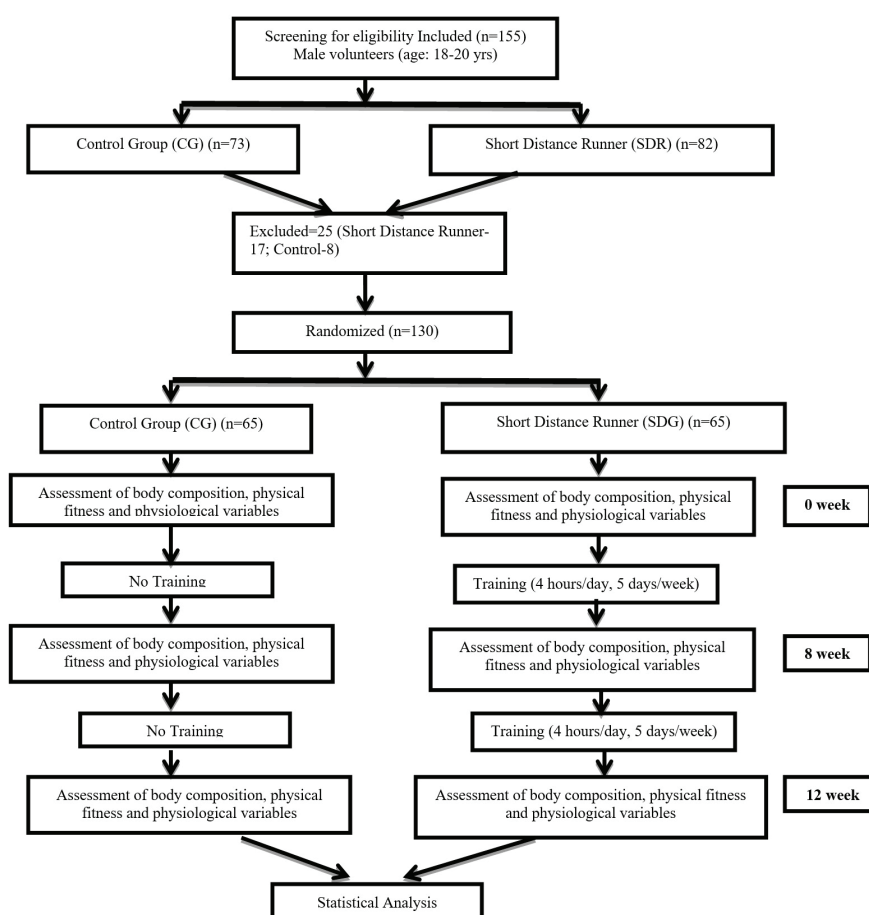 Screening for eligibility Included (n=155)
Male volunteers (age: 18-20 yrs)
Control Group (CG) (n=73)
Short Distance Runner (SDR) (n=82)
Excluded=25 (Short Distance Runner-
17; Control-8)
Randomized (n=130)
Control Group (CG) (n=65)
Short Distance Runner (SDG) (n=65)
Assessment of body composition, physical
fitness and physiological variables
Assessment of body composition, physical
fitness and physiological variables
0 week
No Training
Training (4 hours/day, 5 days/week)
Assessment of body composition, physical
fitness and physiological variables
Assessment of body composition, physical
fitness and physiological variables
8 week
No Training
Training (4 hours/day, 5 days/week)
Assessment of body composition, physical
fitness and physiological variables
Assessment of body composition, physical fitness
and physiological variables
12 week
Statistical Analysis